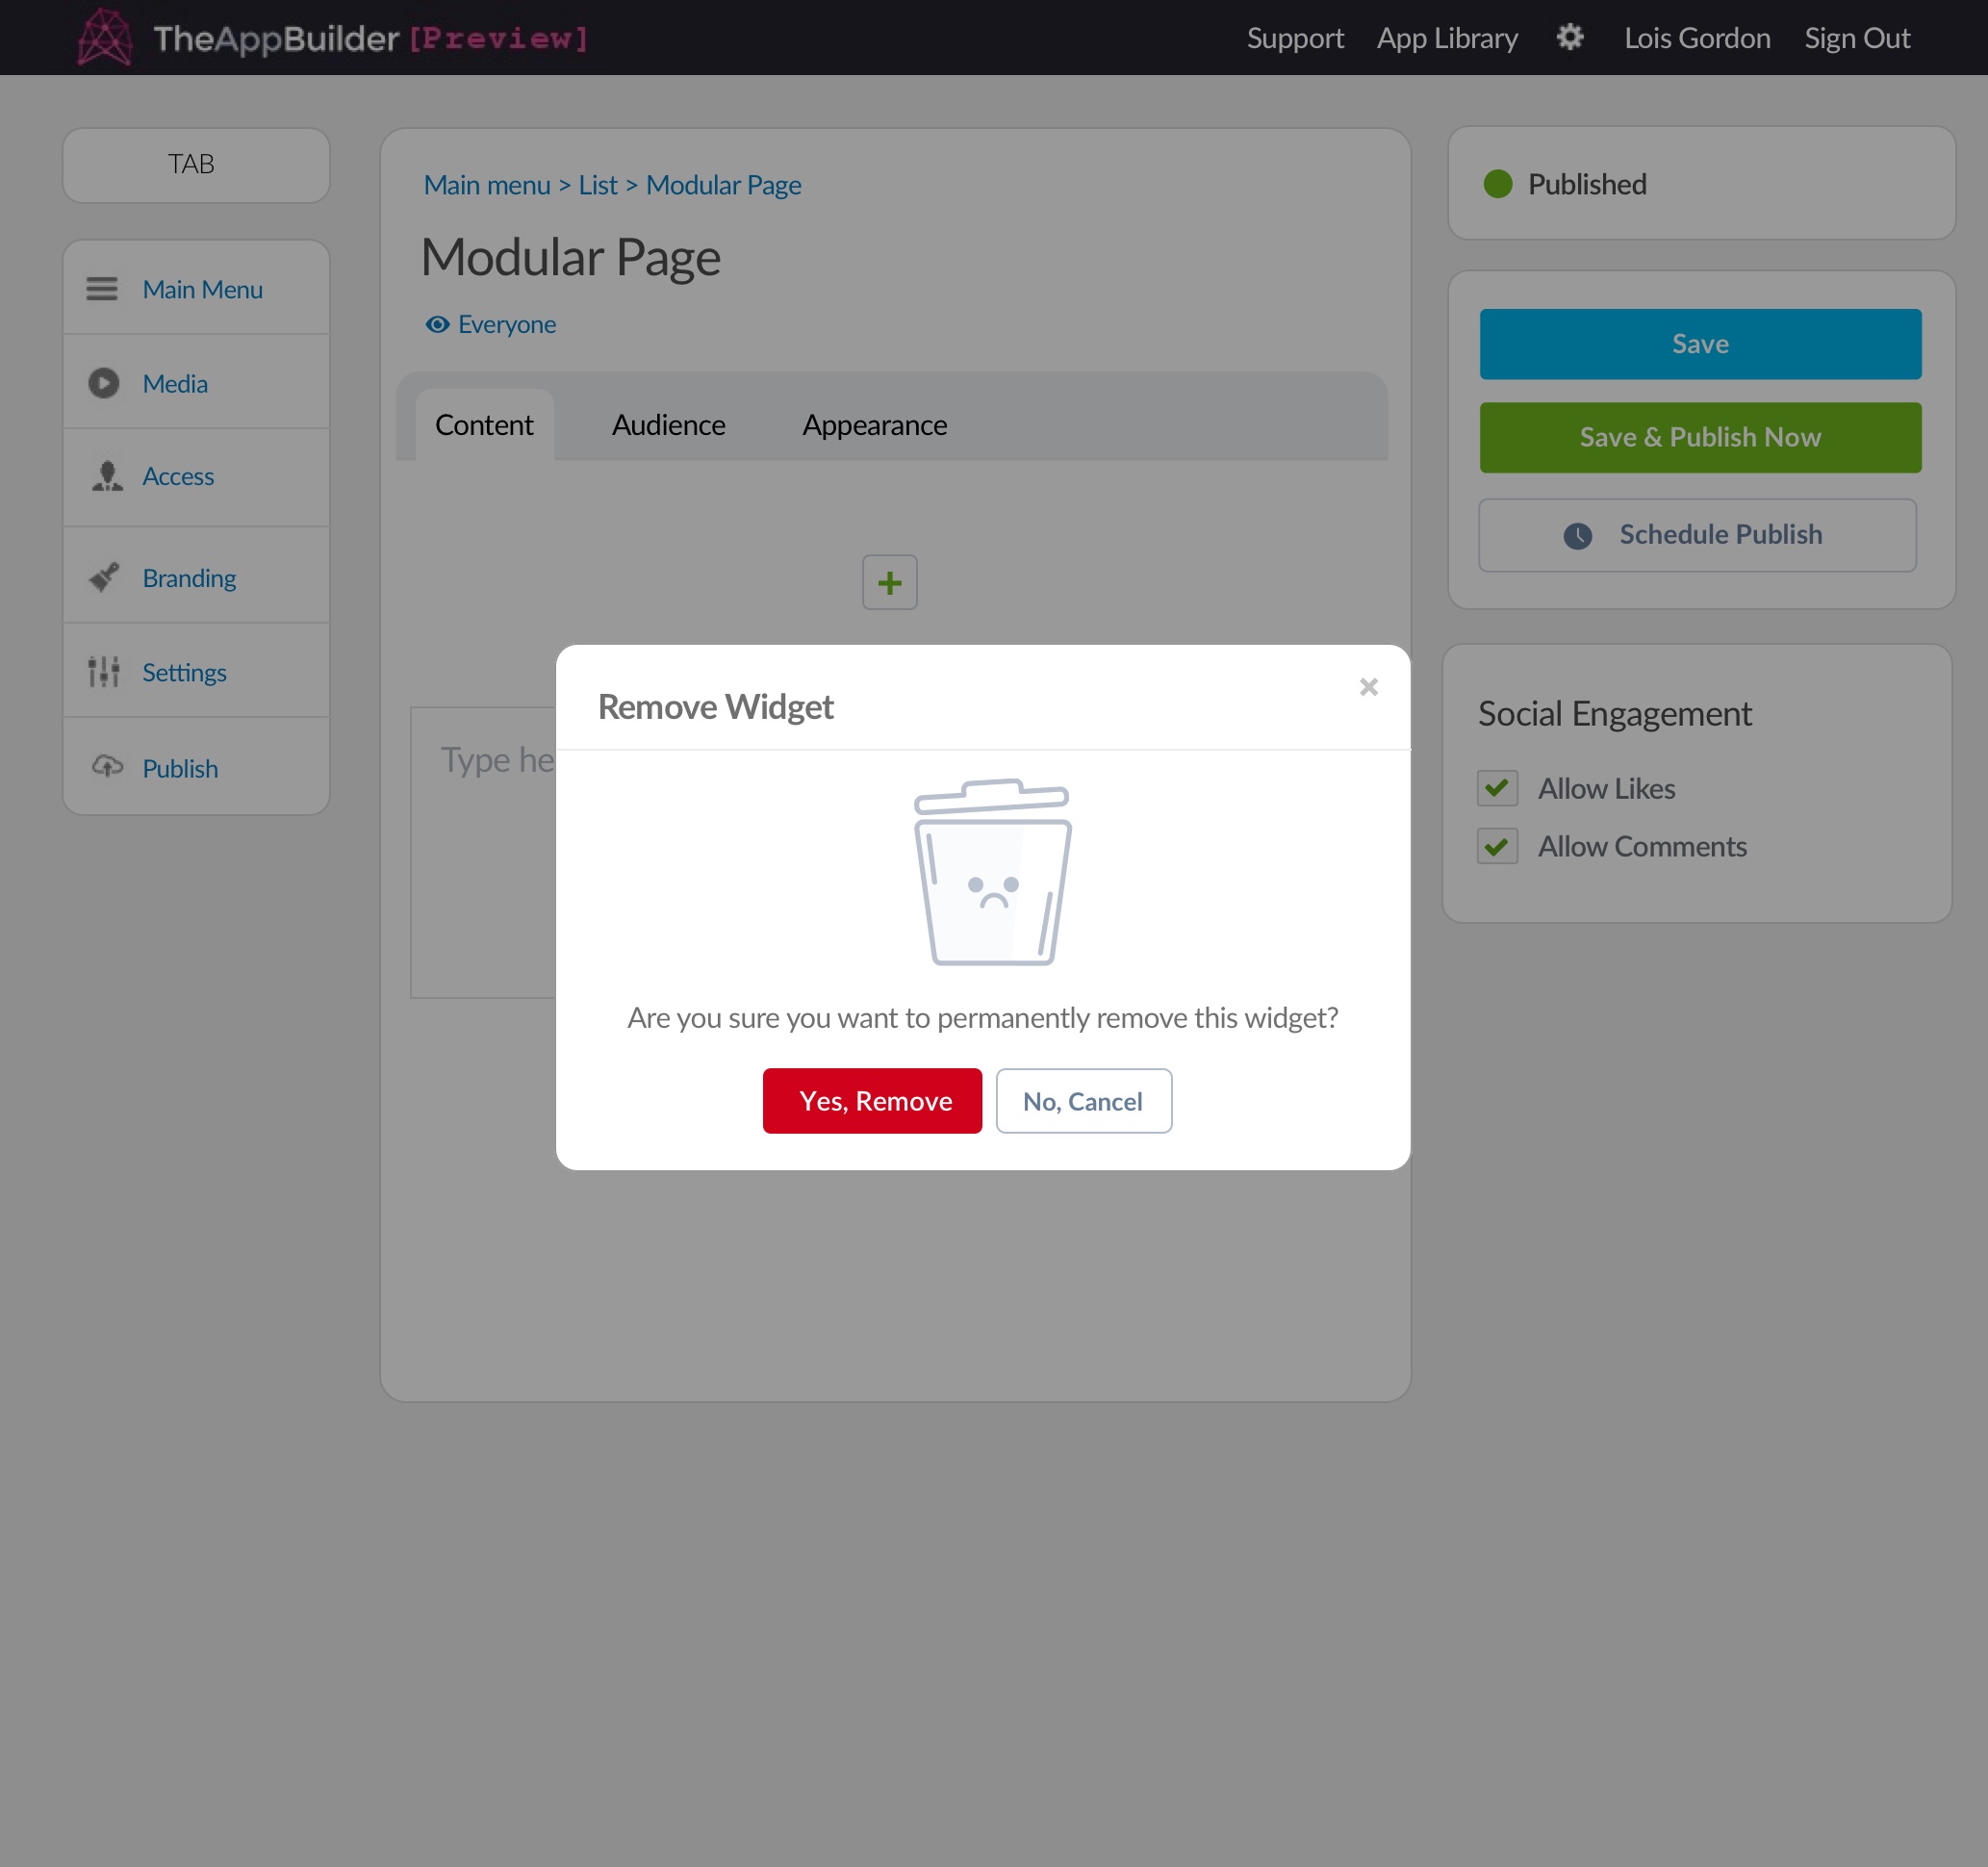 TheAppBuilder [Preview]
Support App Library Lois Gordon Sign Out
TAB
Main Menu
Media
Access
Branding
Settings
Publish
Main menu > List > Modular Page
Modular Page
Everyone
Content Audience Appearance
Type he
Published
Save
Save & Publish Now
Schedule Publish
Social Engagement
Allow Likes
Allow Comments
Remove Widget
Are you sure you want to permanently remove this widget?
Yes, Remove
No, Cancel